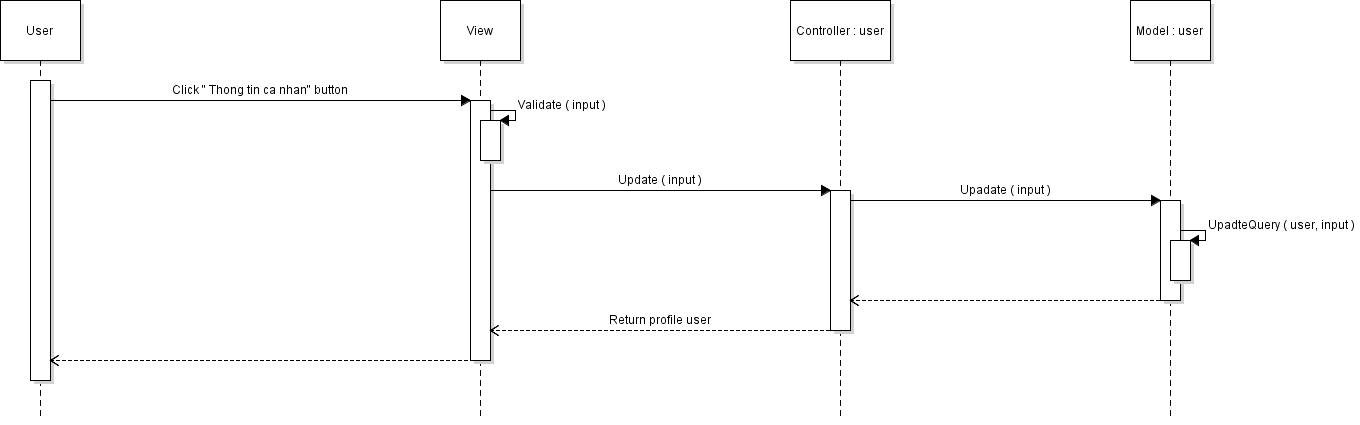 User
View
Controller : user
Model : user
Click " Thong tin ca nhan" button
Validate ( input )
Update ( input )
Upadate ( input )
UpadteQuery ( user, input )
Return profile user